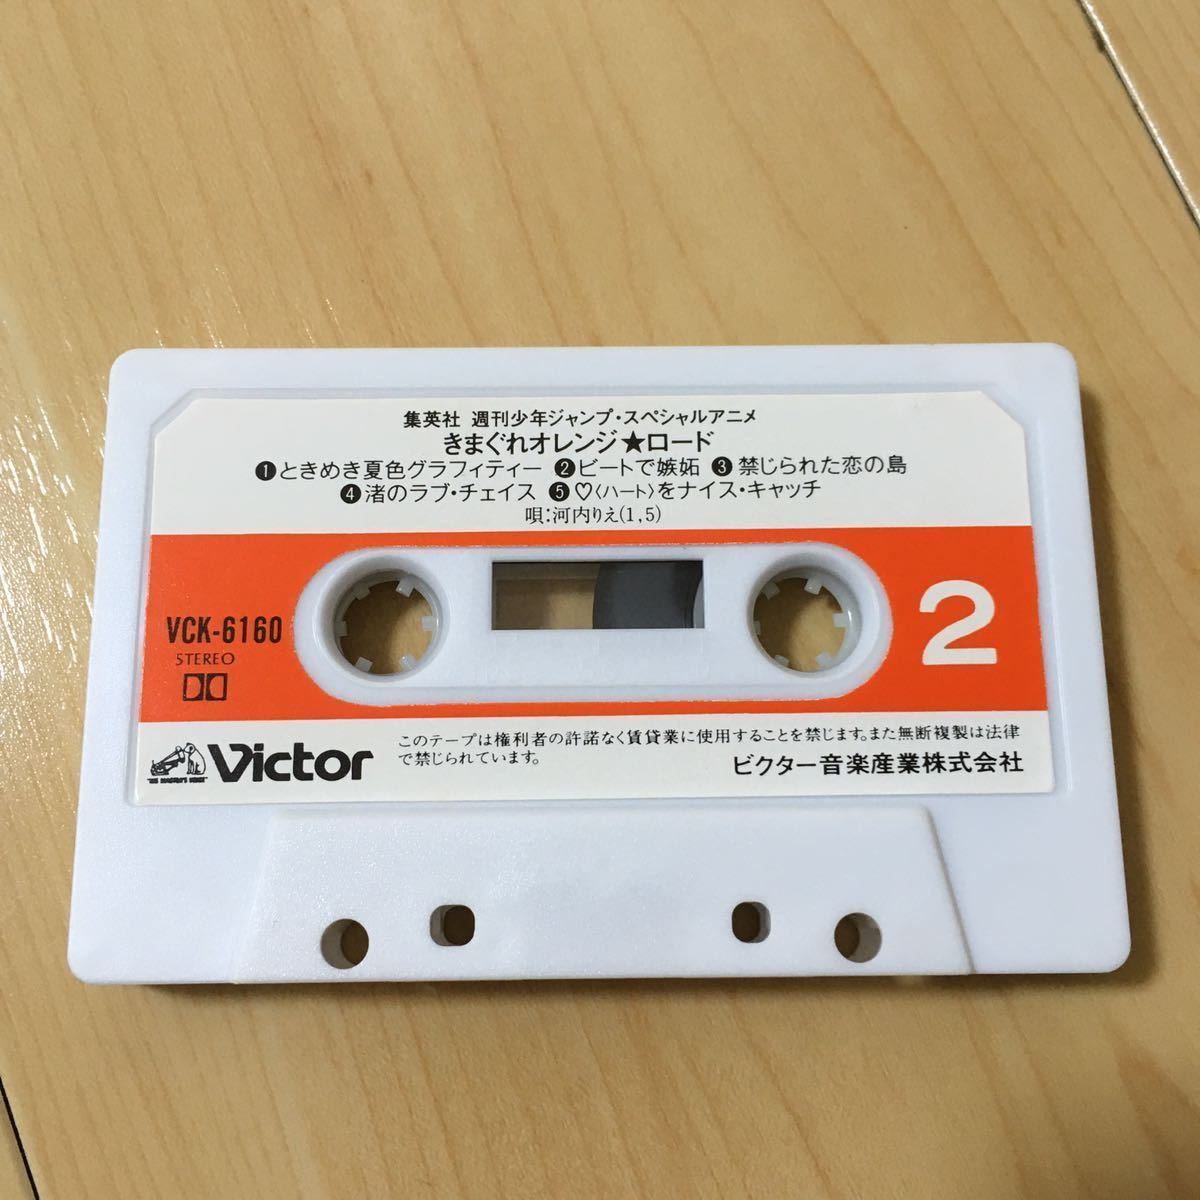 集英社 週刊少年ジャンプ・スペシャルアニメ
きまぐれオレンジ★ロード
❶ときめき夏色グラフィティー ❷ビートで嫉妬 ❸禁じられた恋の島
❹渚のラブ・チェイス ❺♡〈ハート〉をナイス・キャッチ
唄:河内りえ(1,5)
VCK-6160
STEREO
2
"HIS MASTER'S VOICE"
Victor
このテープは権利者の許諾なく賃貸業に使用することを禁じます。また無断複製は法律
で禁じられています。
ビクター音楽産業株式会社